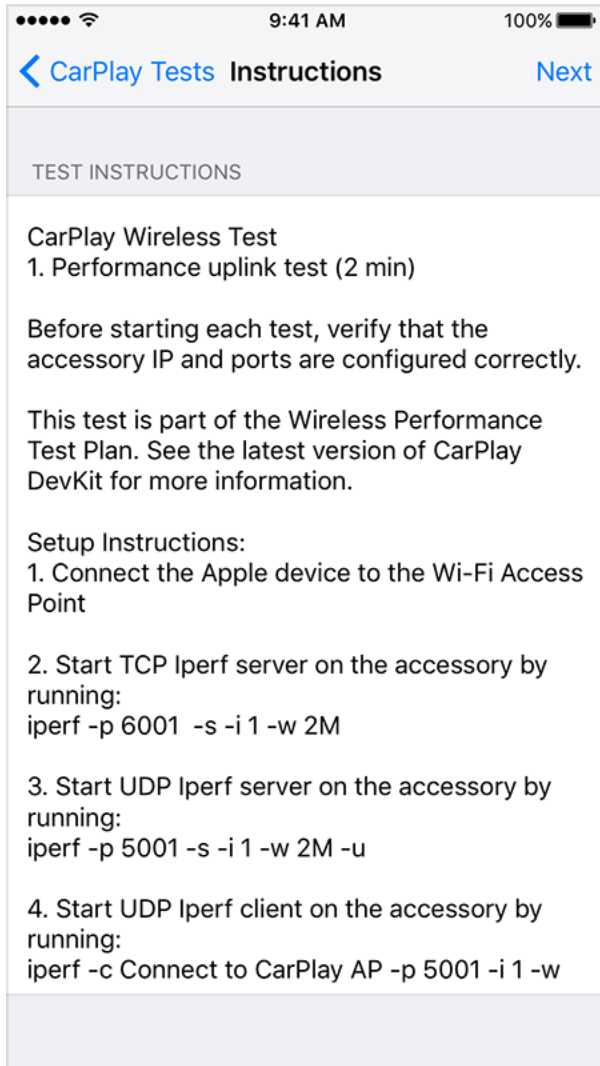 9:41 AM
100%
CarPlay Tests Instructions Next
TEST INSTRUCTIONS
CarPlay Wireless Test
1. Performance uplink test (2 min)
Before starting each test, verify that the
accessory IP and ports are configured correctly.
This test is part of the Wireless Performance
Test Plan. See the latest version of CarPlay
DevKit for more information.
Setup Instructions:
1. Connect the Apple device to the Wi-Fi Access
Point
2. Start TCP Iperf server on the accessory by
running:
iperf -p 6001  -s -i 1 -w 2M
3. Start UDP Iperf server on the accessory by
running:
iperf -p 5001 -s -i 1 -w 2M -u
4. Start UDP Iperf client on the accessory by
running:
iperf -c Connect to CarPlay AP -p 5001 -i 1 -w